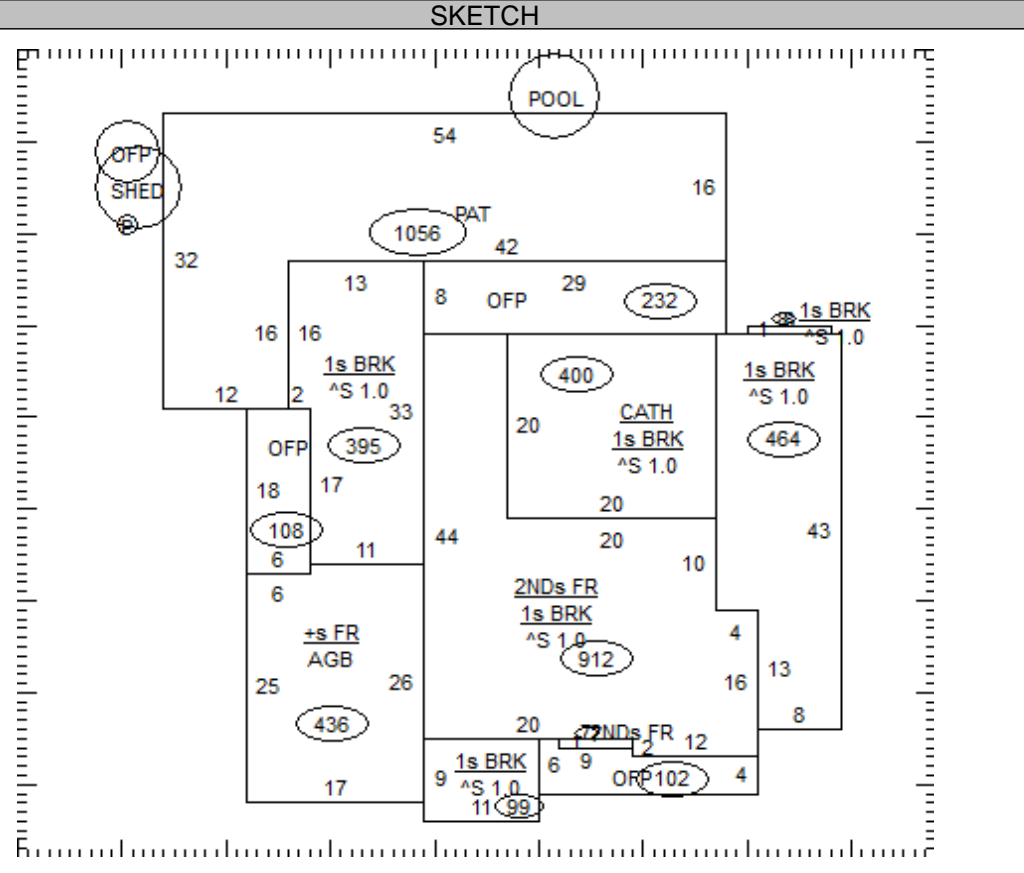 SKETCH
POOL
54
OFP
16
SHED
PAT
1056
42
32
13
29
8
OFP
232
1s BRK
1
^S 1.0
16
16
1s BRK
^S 1.0
1s BRK
^S 1.0
400
12
2
33
CATH
1s BRK
^S 1.0
20
464
OFP
395
18
17
20
108
44
20
43
11
10
6
6
2NDs FR
1s BRK
^S 1.0
+s FR
AGB
4
912
13
25
26
16
436
8
20
2NDs FR
12
2
1s BRK
^S 1.0
9
6
9
OFP
102
4
17
11
99